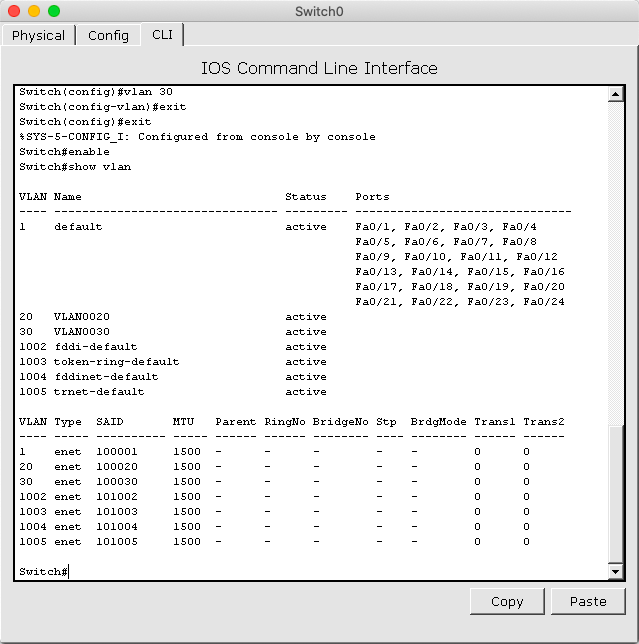 Switch0
Physical Config CLI
IOS Command Line Interface
Switch(config)#vlan 30
Switch(config-vlan)#exit
Switch(config)#exit
%SYS-5-CONFIG_I: Configured from console by console
Switch#enable
Switch#show vlan
VLAN Name                             Status    Ports
---- -------------------------------- --------- -------------------------------
1    default                          active    Fa0/1, Fa0/2, Fa0/3, Fa0/4
                                                Fa0/5, Fa0/6, Fa0/7, Fa0/8
                                                Fa0/9, Fa0/10, Fa0/11, Fa0/12
                                                Fa0/13, Fa0/14, Fa0/15, Fa0/16
                                                Fa0/17, Fa0/18, Fa0/19, Fa0/20
                                                Fa0/21, Fa0/22, Fa0/23, Fa0/24
20   VLAN0020                         active
30   VLAN0030                         active
1002 fddi-default                     active
1003 token-ring-default               active
1004 fddinet-default                  active
1005 trnet-default                    active
VLAN Type  SAID       MTU   Parent RingNo BridgeNo Stp  BrdgMode Trans1 Trans2
---- ----- ---------- ----- ------ ------ -------- ---- -------- ------ ------
1    enet  100001     1500  -      -      -        -    -        0      0
20   enet  100020     1500  -      -      -        -    -        0      0
30   enet  100030     1500  -      -      -        -    -        0      0
1002 enet  101002     1500  -      -      -        -    -        0      0
1003 enet  101003     1500  -      -      -        -    -        0      0
1004 enet  101004     1500  -      -      -        -    -        0      0
1005 enet  101005     1500  -      -      -        -    -        0      0
Switch#
Copy Paste